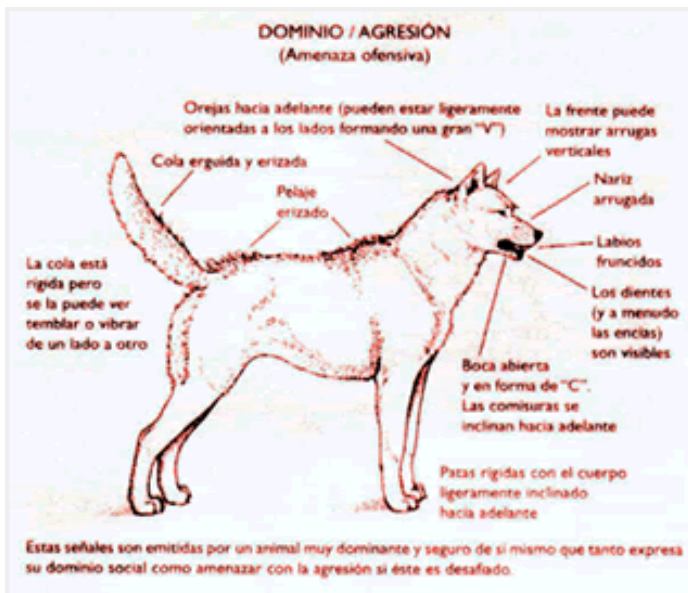 DOMINIO / AGRESIÓN
(Amenaza ofensiva)
Orejas hacia adelante (pueden estar ligeramente
orientadas a los lados formando una gran "V")
La frente puede
mostrar arrugas
verticales
Cola erguida y erizada
Pelaje
erizado
Nariz
arrugada
Labios
fruncidos
La cola está
rígida pero
se la puede ver
temblar o vibrar
de un lado a otro
Los dientes
(y a menudo
las encías)
son visibles
Boca abierta
y en forma de "C".
Las comisuras se
inclinan hacia adelante
Patas rígidas con el cuerpo
ligeramente inclinado
hacia adelante
Estas señales son emitidas por un animal muy dominante y seguro de sí mismo que tanto expresa
su dominio social como amenazar con la agresión si éste es desafiado.